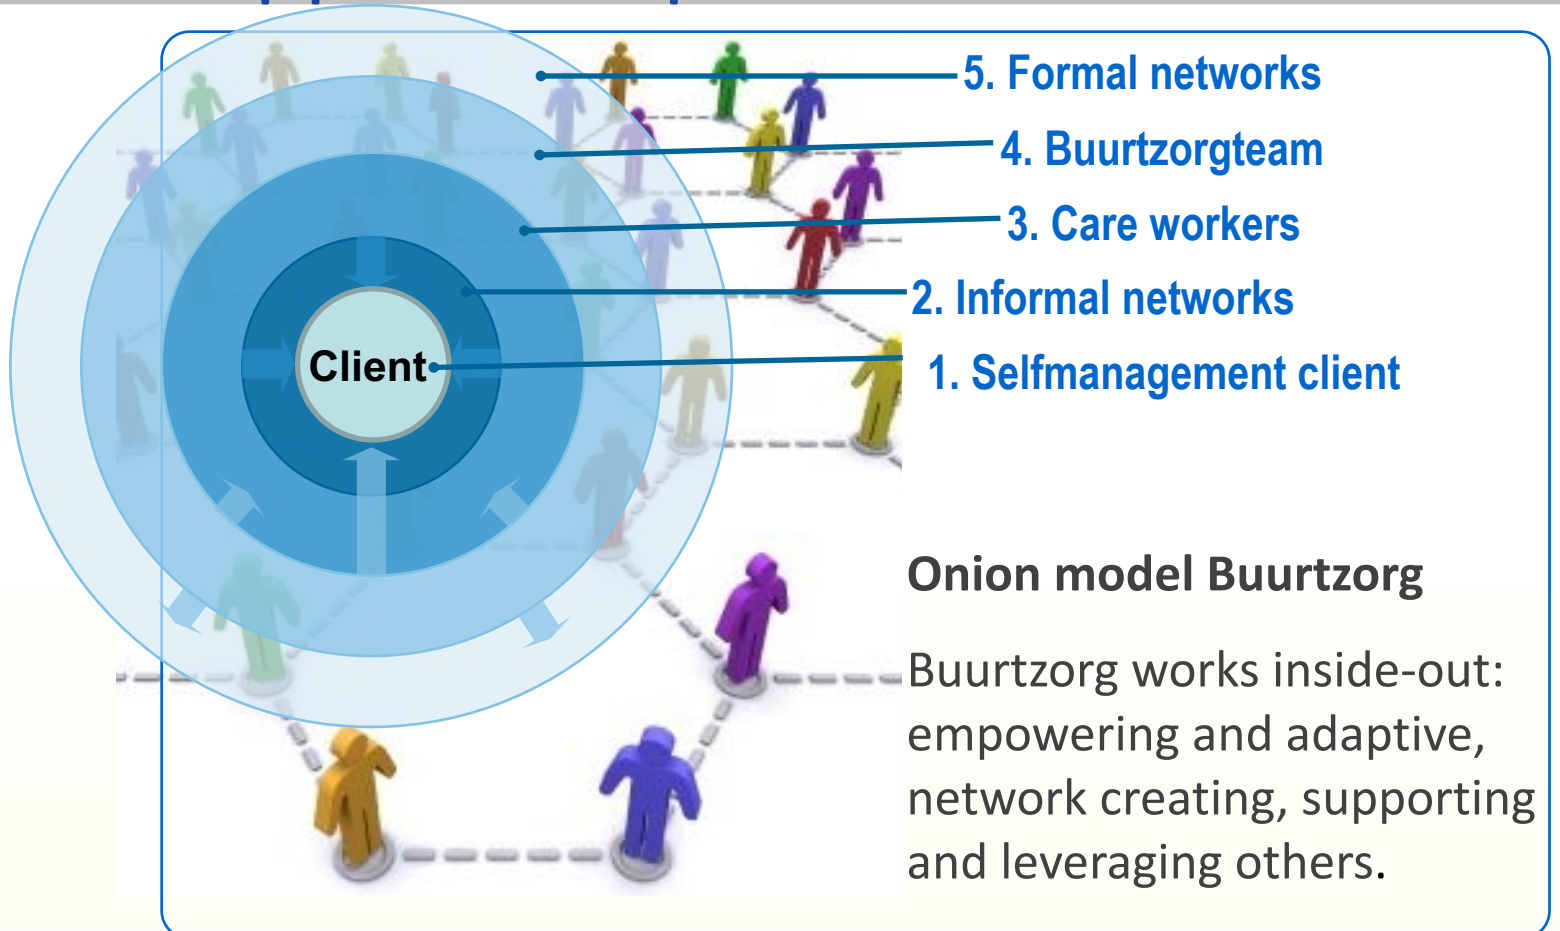 5. Formal networks
4. Buurtzorgteam
3. Care workers
2. Informal networks
Client
1. Selfmanagement client
Onion model Buurtzorg
Buurtzorg works inside-out:
empowering and adaptive,
network creating, supporting
and leveraging others.